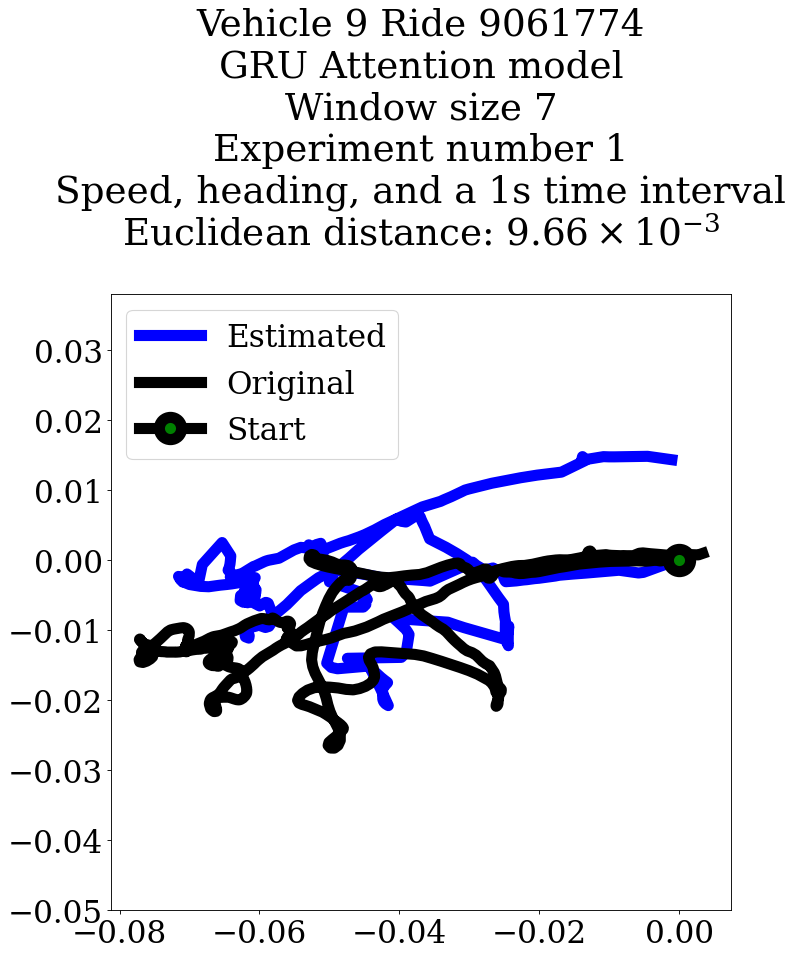 Vehicle 9 Ride 9061774
GRU Attention model
Window size 7
Experiment number 1
Speed, heading, and a 1s time interval
Euclidean distance: 9.66 × 10⁻³
Estimated
Original
Start
0.03
0.02
0.01
0.00
−0.01
−0.02
−0.03
−0.04
−0.05
−0.08 −0.06 −0.04 −0.02 0.00